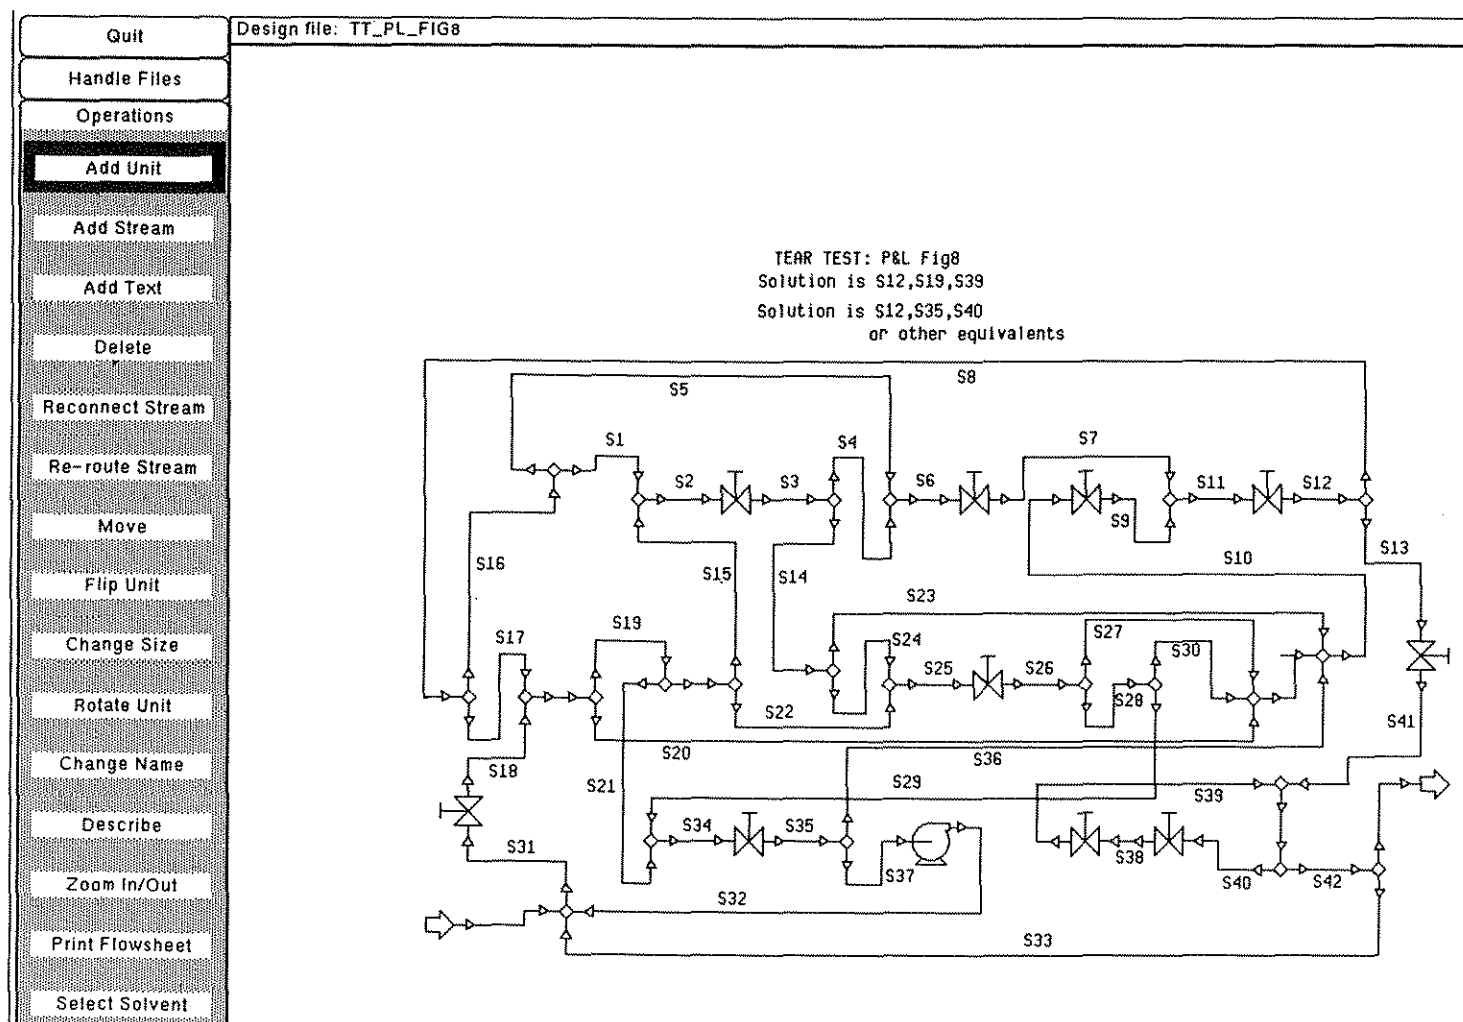 Quit
Design file: TT_PL_FIG8
Handle Files
Operations
Add Unit
Add Stream
Add Text
Delete
Reconnect Stream
Re-route Stream
Move
Flip Unit
Change Size
Rotate Unit
Change Name
Describe
Zoom In/Out
Print Flowsheet
Select Solvent
TEAR TEST: P&L Fig8
Solution is S12,S19,S39
Solution is S12,S35,S40
or other equivalents
S8
S5
S1
S4
S7
S2
S3
S6
S11
S12
S9
S13
S16
S15
S14
S10
S23
S19
S17
S24
S27
S30
S25
S26
S28
S22
S41
S20
S36
S18
S21
S29
S39
S34
S35
S31
S38
S37
S40
S42
S32
S33